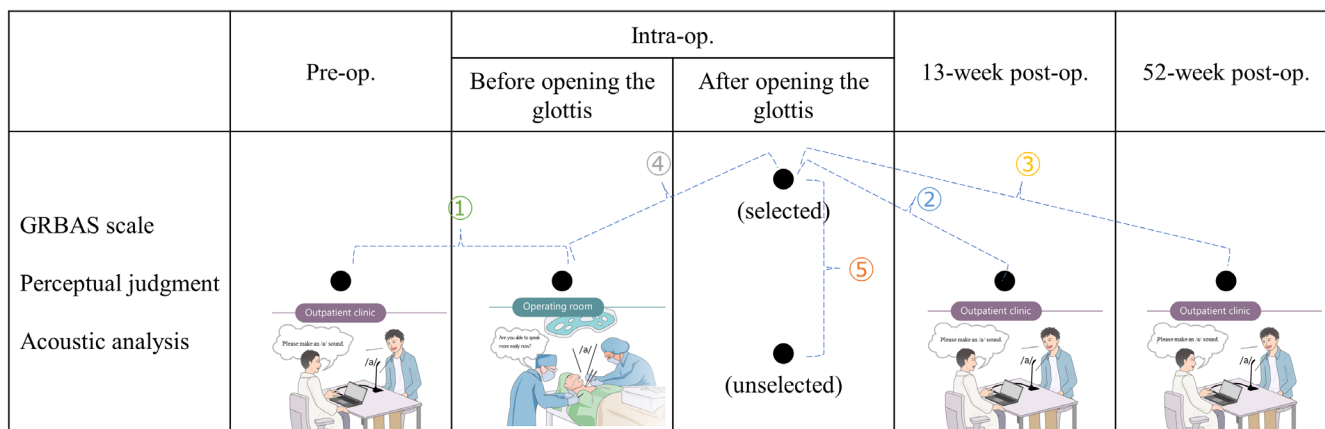 Intra-op.
Pre-op.
13-week post-op.
52-week post-op.
Before opening the
glottis
After opening the
glottis
GRBAS scale
Perceptual judgment
Acoustic analysis
①
④
③
②
⑤
(selected)
(unselected)
Outpatient clinic
Please make an /a/ sound.
/a/
Operating room
Are you able to speak
more easily now?
/a/
Outpatient clinic
Please make an /a/ sound.
/a/
Outpatient clinic
Please make an /a/ sound.
/a/